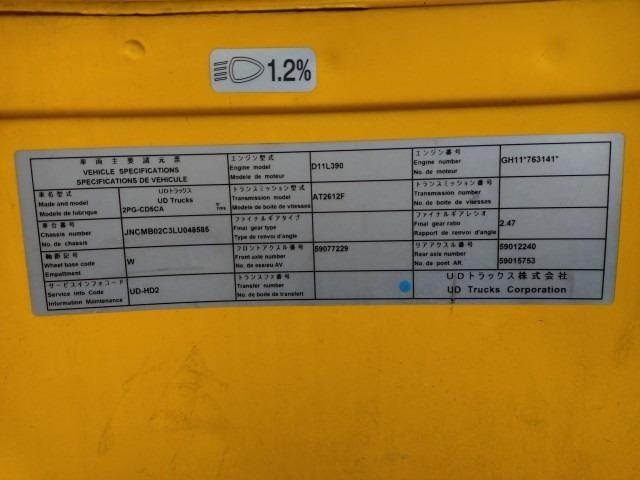 1.2%
車両主要諸元票
VEHICLE SPECIFICATIONS
SPECIFICATIONS DE VEHICULE
車名型式
Made and model
Modele de fubrique
UDトラックス
UD Trucks
2PG-CD5CA
TYPE
車台番号
Chassis number
No. de chassis
JNCMB02C3LU048585
軸距記号
Wheel base code
Empattment
W
サービスインフォコード
Service info Code
Information Maintenance
UD-HD2
エンジン型式
Engine model
Modele de moteur
D11L390
トランスミッション型式
Transmission model
Modele de boite de vitesses
AT2612F
ファイナルギアタイプ
Final gear type
Type de renvoi d'angle
フロントアクスル番号
Front axle number
No. de essieu AV.
59077229
トランスファ番号
Transfer number
No. de boite de transfert
エンジン番号
Engine number
No. de moteur
GH11*763141*
トランスミッション番号
Transmission number
No. de boite de vitesses
ファイナルギアレシオ
Final gear ratio
Rapport de renvoi d'angle
2.47
リヤアクスル番号
Rear axle number
No. de pont AR.
59012240
59015753
UDトラックス株式会社
UD Trucks Corporation